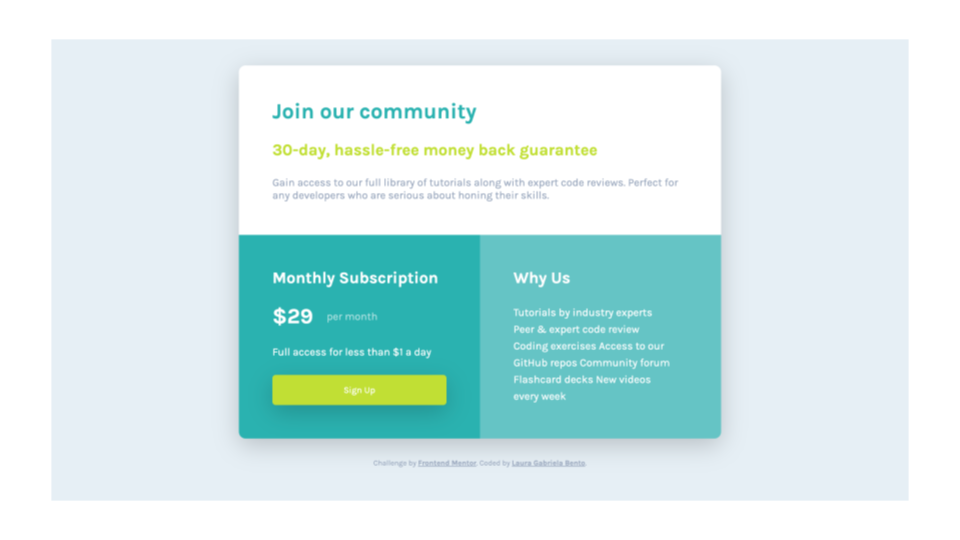 Join our community
30-day, hassle-free money back guarantee
Gain access to our full library of tutorials along with expert code reviews. Perfect for
any developers who are serious about honing their skills.
Monthly Subscription
$29 per month
Full access for less than $1 a day
Sign Up
Why Us
Tutorials by industry experts
Peer & expert code review
Coding exercises Access to our
GitHub repos Community forum
Flashcard decks New videos
every week
Challenge by Frontend Mentor. Coded by Laura Gabriela Bento.